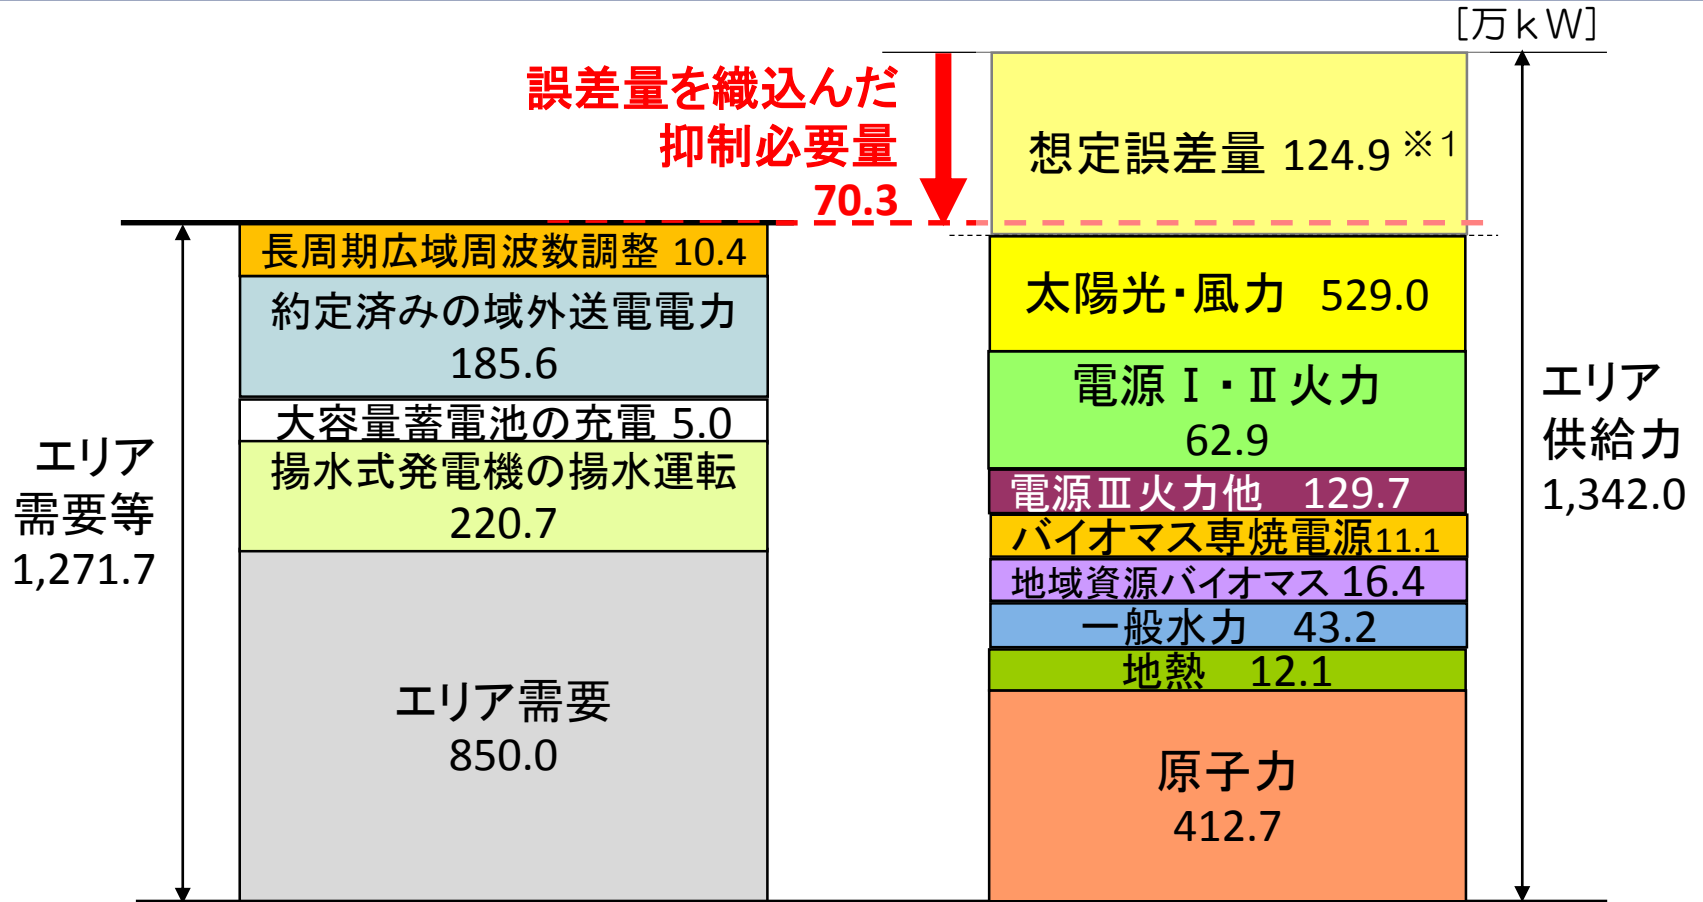 [万kW]
誤差量を織込んだ
抑制必要量
70.3
想定誤差量 124.9 ※1
長周期広域周波数調整 10.4
約定済みの域外送電電力
185.6
大容量蓄電池の充電 5.0
揚水式発電機の揚水運転
220.7
エリア需要
850.0
エリア
需要等
1,271.7
太陽光・風力 529.0
電源Ⅰ・Ⅱ火力
62.9
電源Ⅲ火力他 129.7
バイオマス専焼電源11.1
地域資源バイオマス 16.4
一般水力 43.2
地熱 12.1
原子力
412.7
エリア
供給力
1,342.0